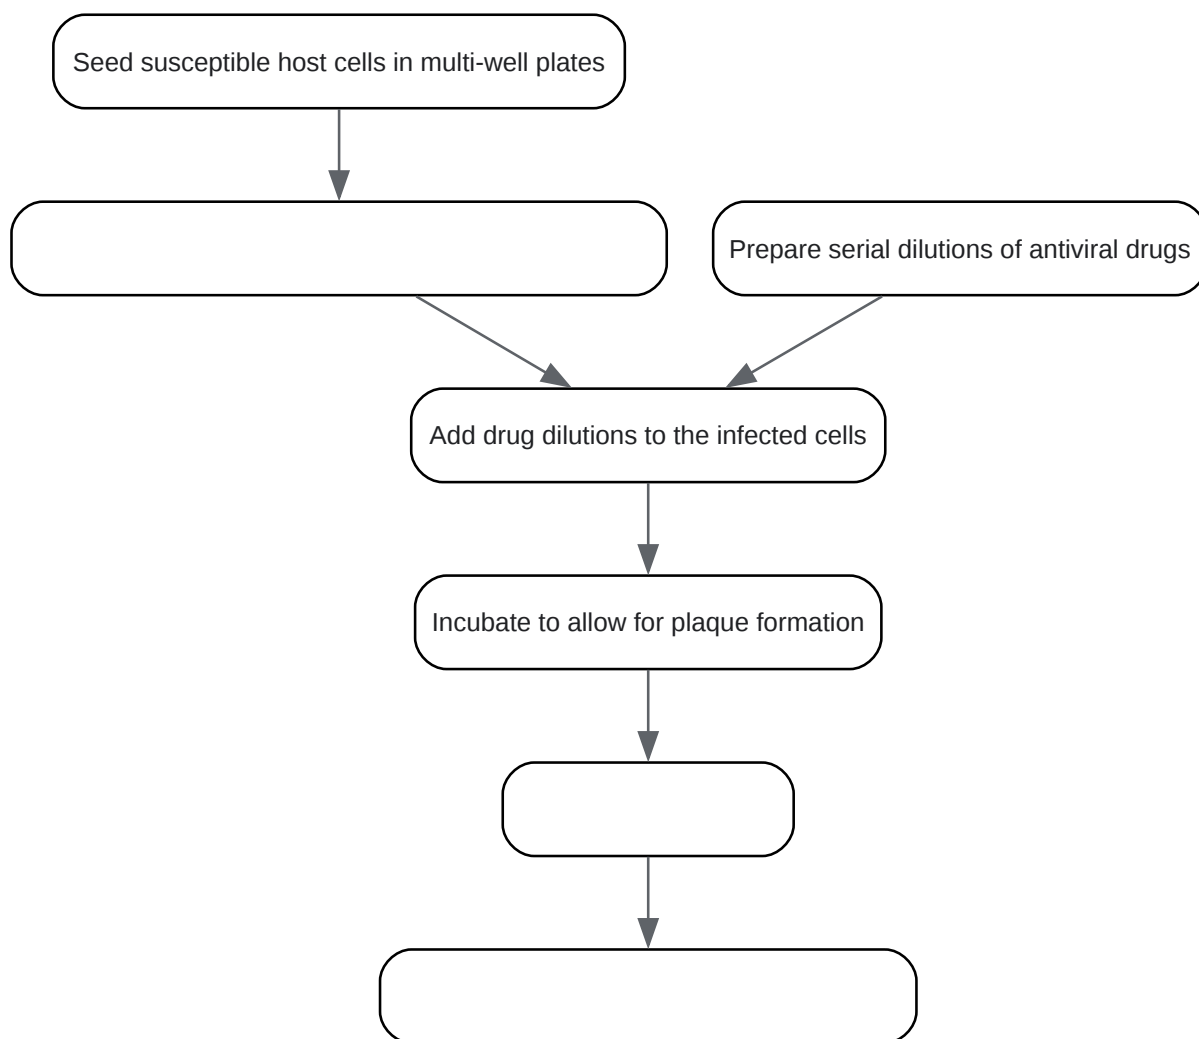 Seed susceptible host cells in multi-well plates
Prepare serial dilutions of antiviral drugs
Add drug dilutions to the infected cells
Incubate to allow for plaque formation